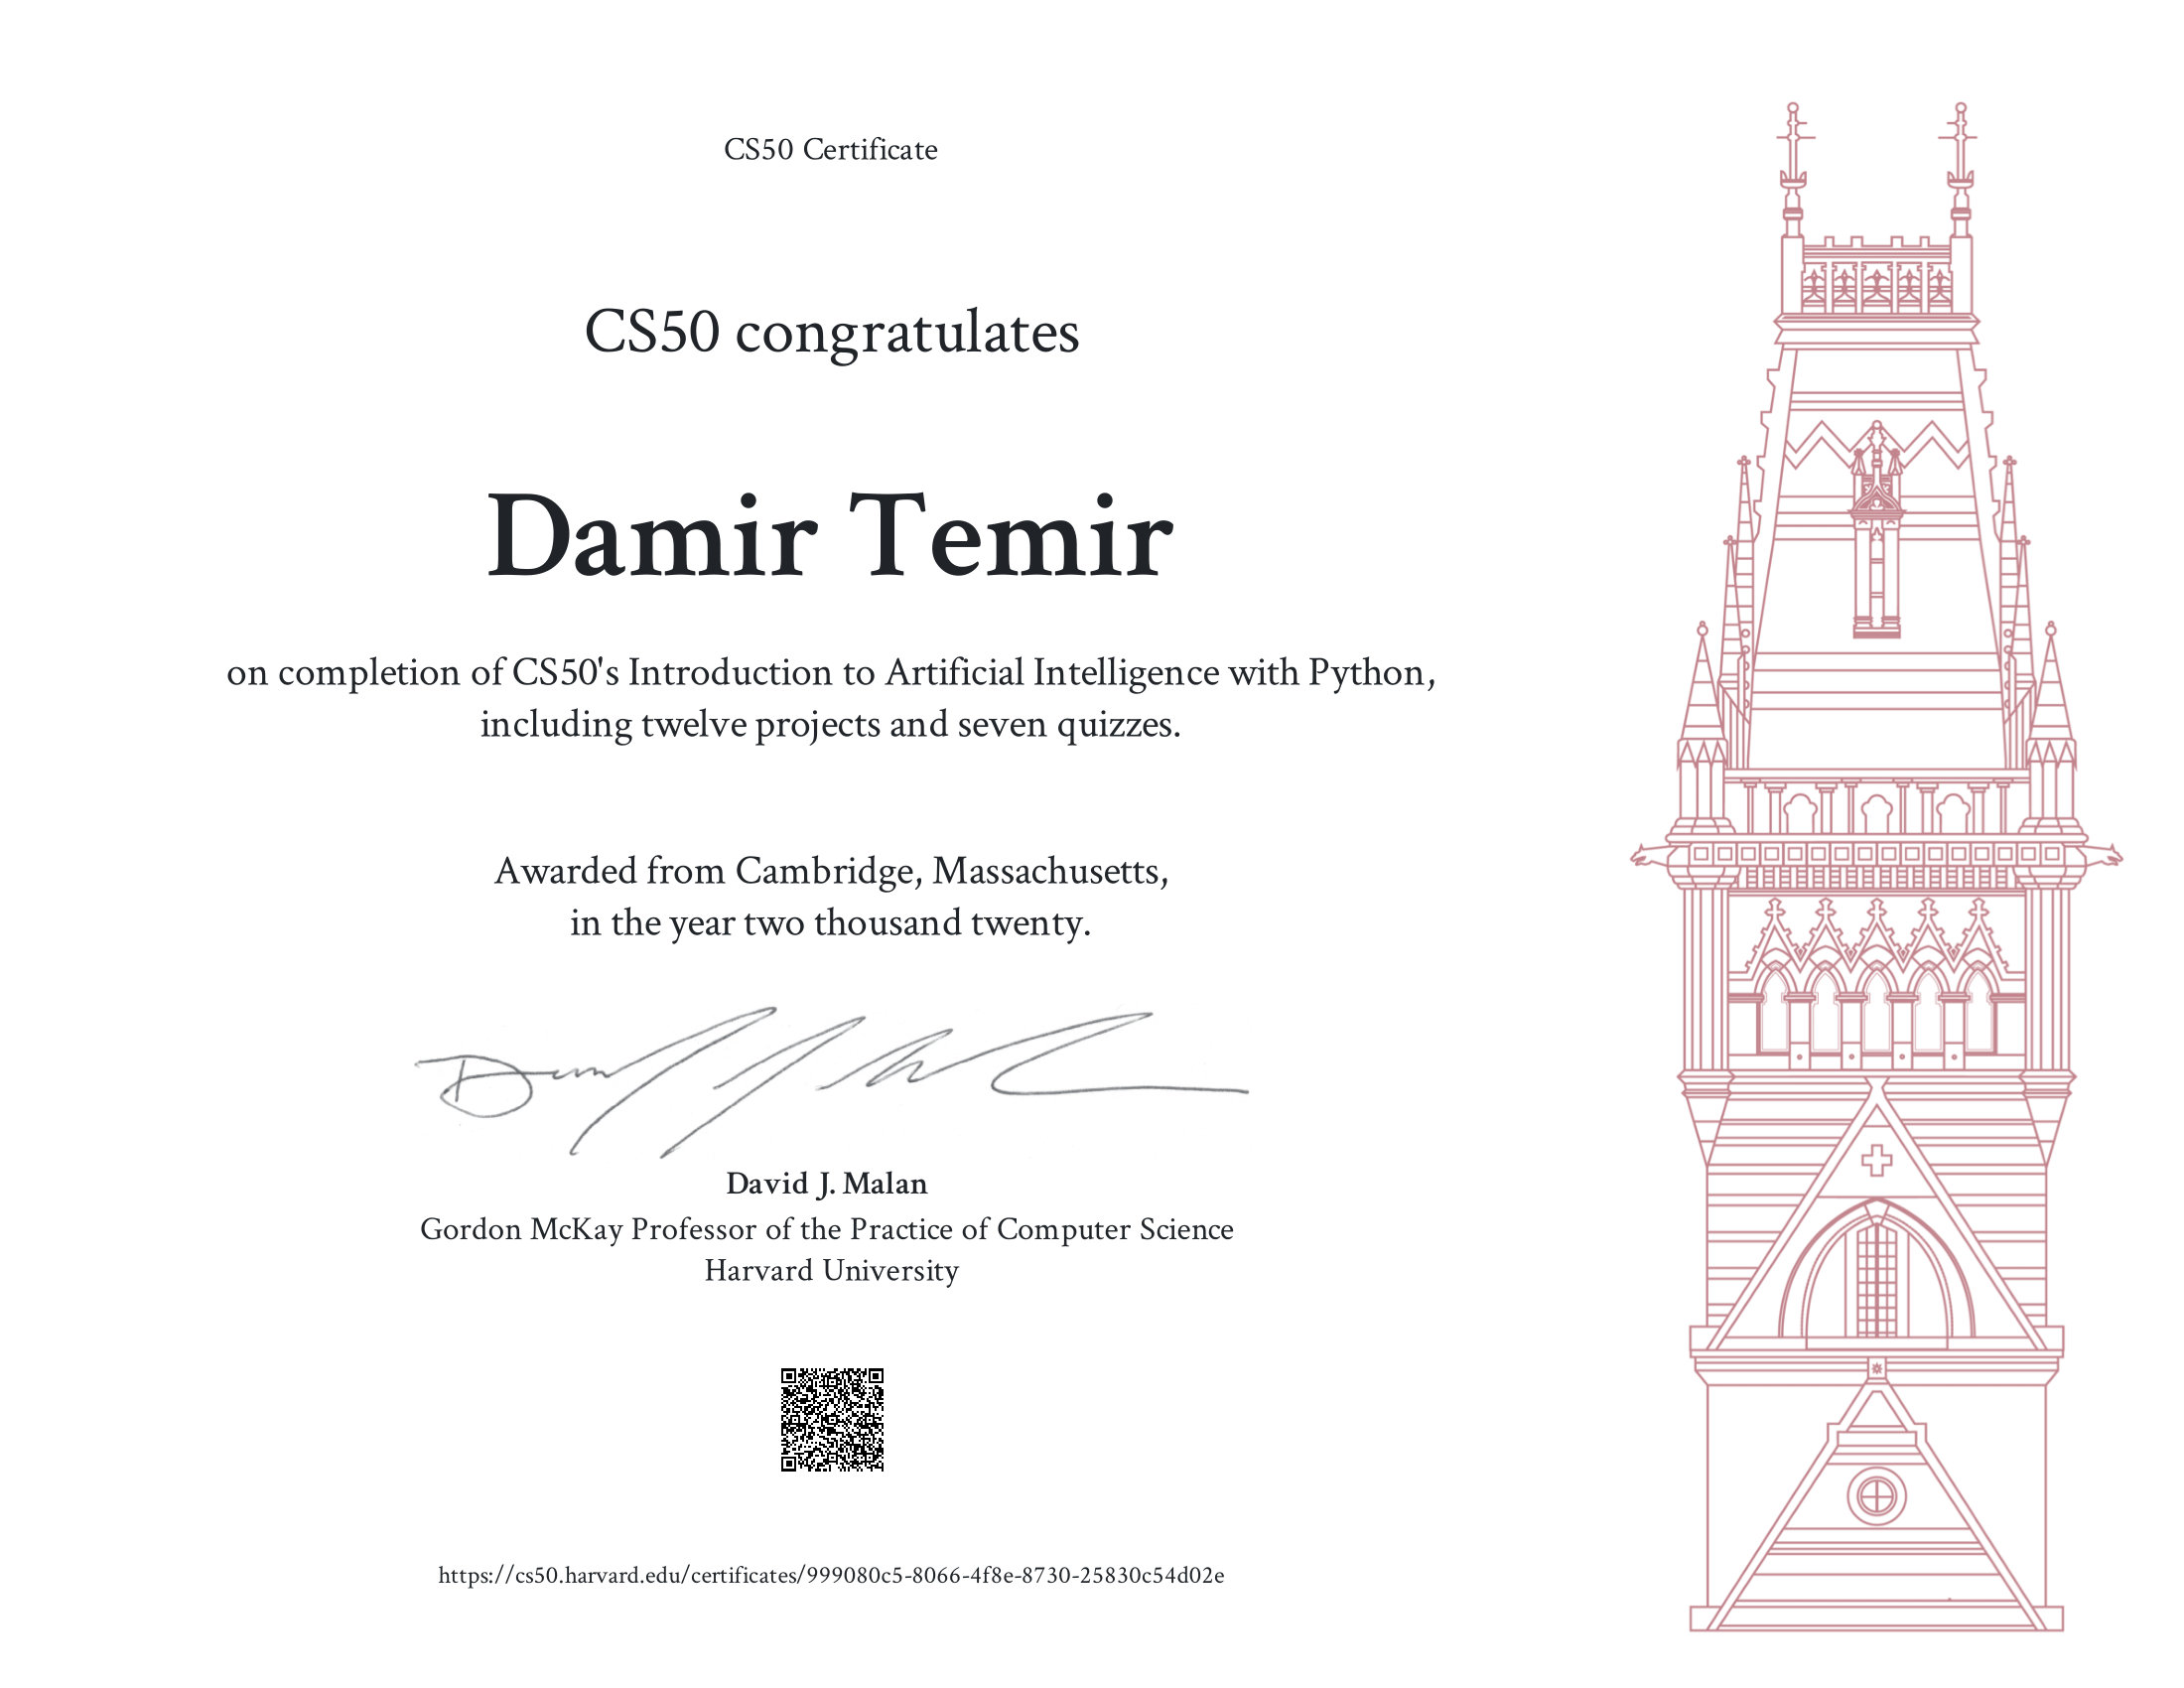 CS50 Certificate
CS50 congratulates
Damir Temir
on completion of CS50's Introduction to Artificial Intelligence with Python,
including twelve projects and seven quizzes.
Awarded from Cambridge, Massachusetts,
in the year two thousand twenty.
David J. Malan
Gordon McKay Professor of the Practice of Computer Science
Harvard University
https://cs50.harvard.edu/certificates/999080c5-8066-4f8e-8730-25830c54d02e